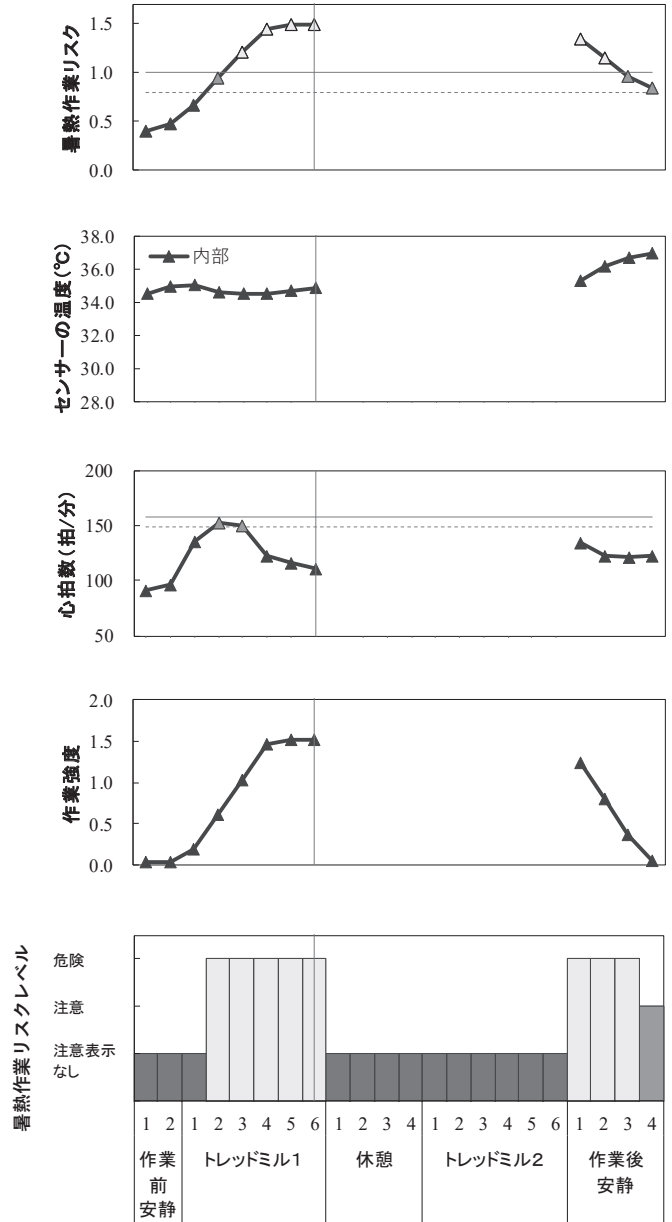 暑熱作業リスク
1.5
1.0
0.5
0.0
センサーの温度(℃)
38.0
36.0
34.0
32.0
30.0
28.0
内部
心拍数(拍/分)
200
150
100
50
作業強度
2.0
1.5
1.0
0.5
0.0
暑熱作業リスクレベル
危険
注意
注意表示
なし
1 2 1 2 3 4 5 6 1 2 3 4 1 2 3 4 5 6 1 2 3 4
作業
前
安静
トレッドミル1
休憩
トレッドミル2
作業後
安静